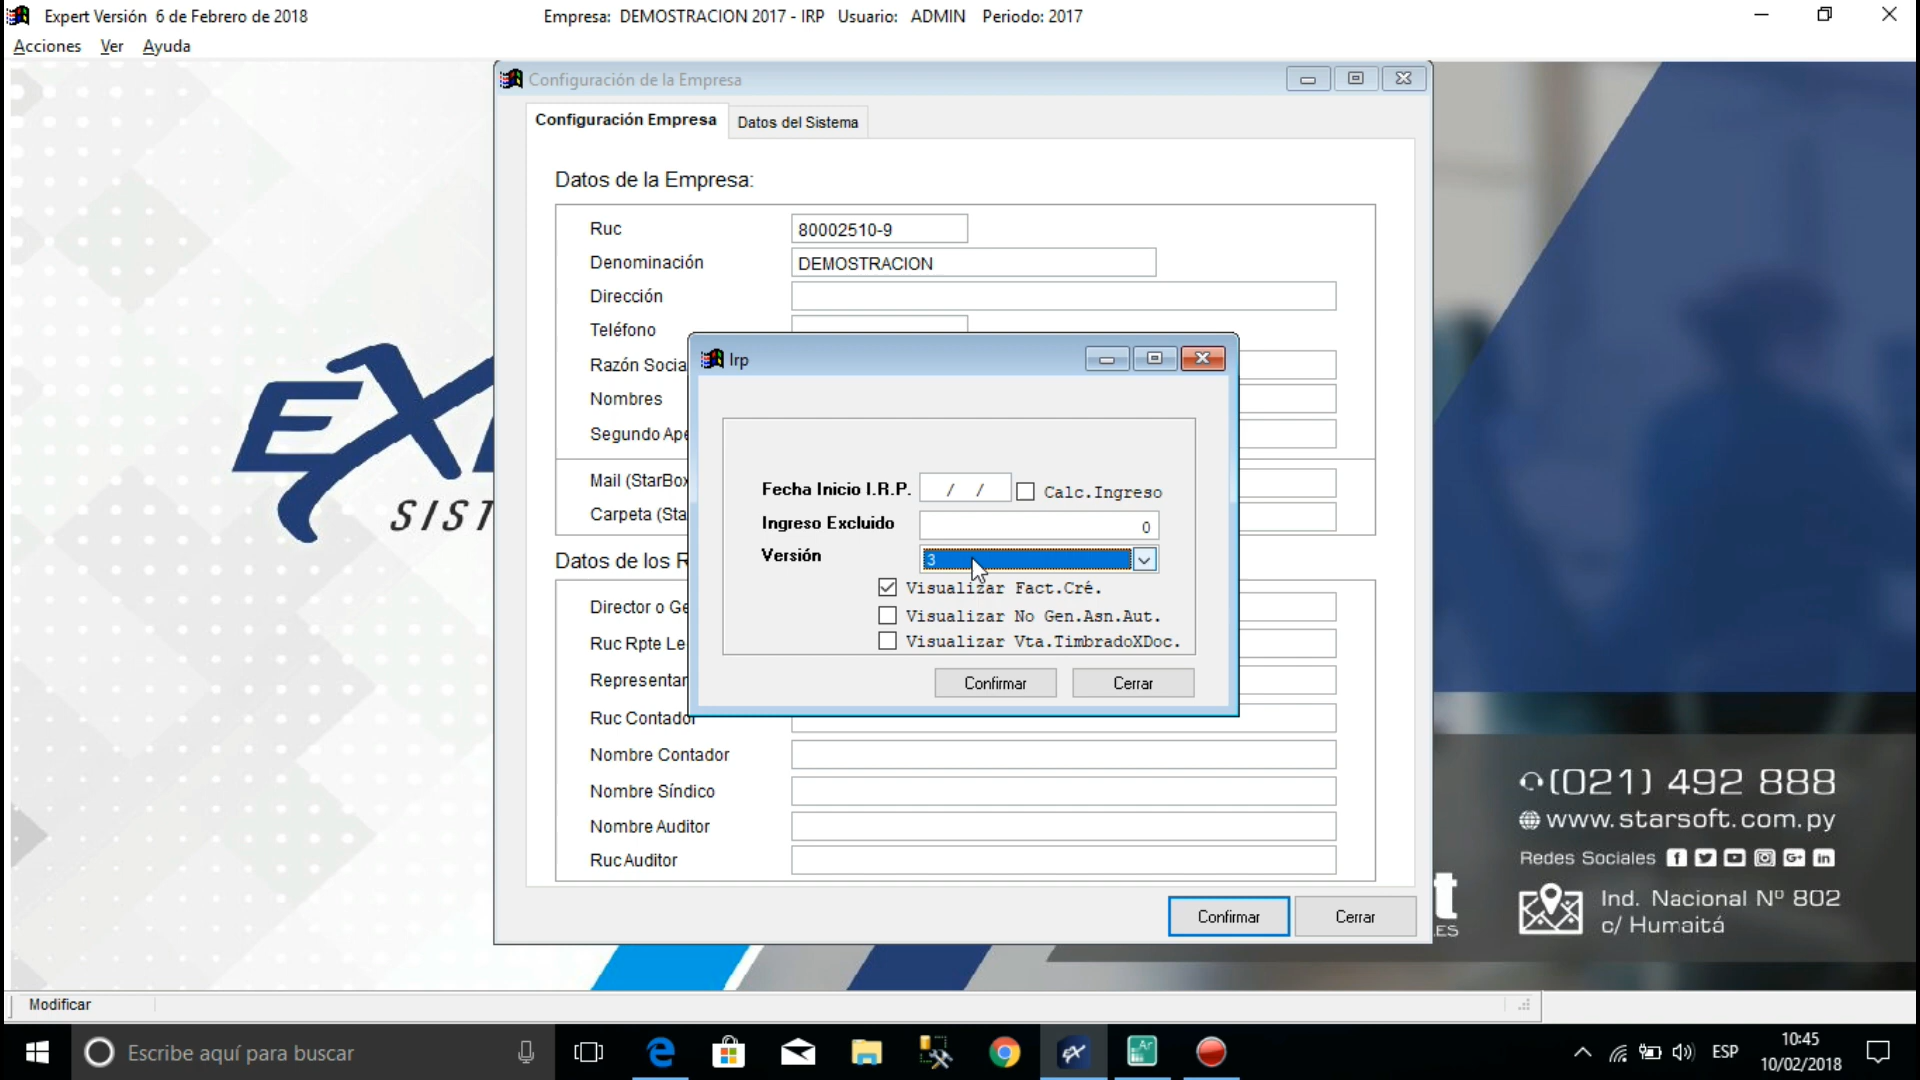 Expert Versión 6 de Febrero de 2018
Empresa: DEMOSTRACION 2017 - IRP Usuario: ADMIN Periodo: 2017
Acciones Ver Ayuda
Configuración de la Empresa
Configuración Empresa
Datos del Sistema
Datos de la Empresa:
Ruc
80002510-9
Denominación
DEMOSTRACION
Dirección
Teléfono
Razón Socia
Nombres
Segundo Ape
Mail (StarBox
Carpeta (Sta
Irp
Fecha Inicio I.R.P.
/ /
Calc.Ingreso
Ingreso Excluido
0
Versión
3
Visualizar Fact.Cré.
Visualizar No Gen.Asn.Aut.
Visualizar Vta.TimbradoXDoc.
Confirmar
Cerrar
Datos de los R
Director o Ge
Ruc Rpte Le
Representar
Ruc Contador
Nombre Contador
Nombre Síndico
Nombre Auditor
Ruc Auditor
Confirmar
Cerrar
EX
SIST
(021) 492 888
www.starsoft.com.py
Redes Sociales
Ind. Nacional Nº 802
c/ Humaitá
t
ES
Modificar
Escribe aquí para buscar
ESP
10:45
10/02/2018